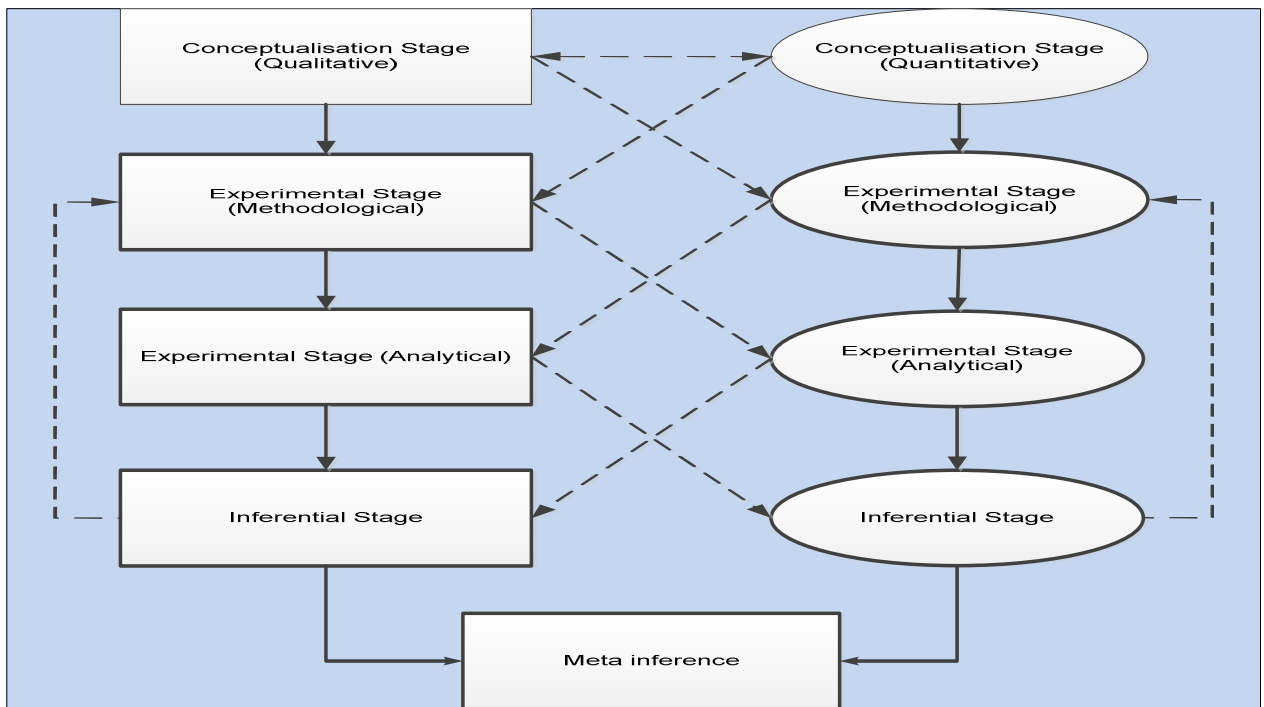 Conceptualisation Stage
(Qualitative)
Conceptualisation Stage
(Quantitative)
Experimental Stage
(Methodological)
Experimental Stage
(Methodological)
Experimental Stage (Analytical)
Experimental Stage
(Analytical)
Inferential Stage
Inferential Stage
Meta inference